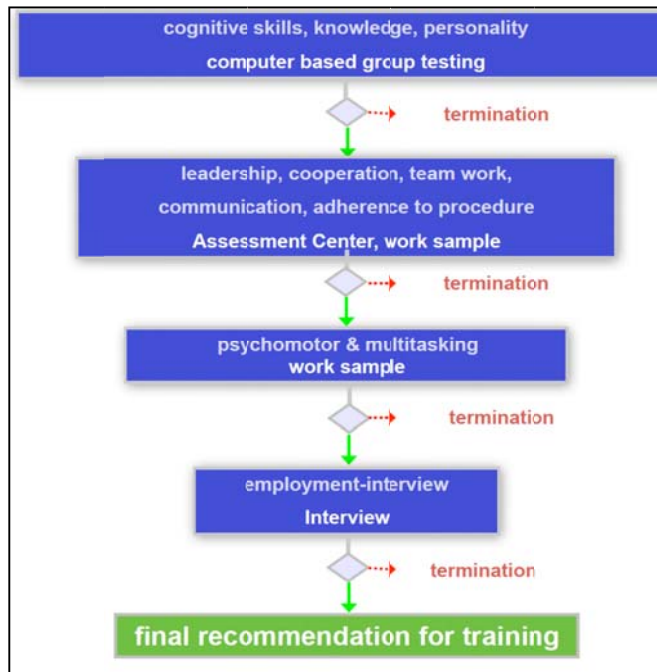 cognitive skills, knowledge, personality
computer based group testing
termination
leadership, cooperation, team work,
communication, adherence to procedure
Assessment Center, work sample
termination
psychomotor & multitasking
work sample
termination
employment-interview
Interview
termination
final recommendation for training